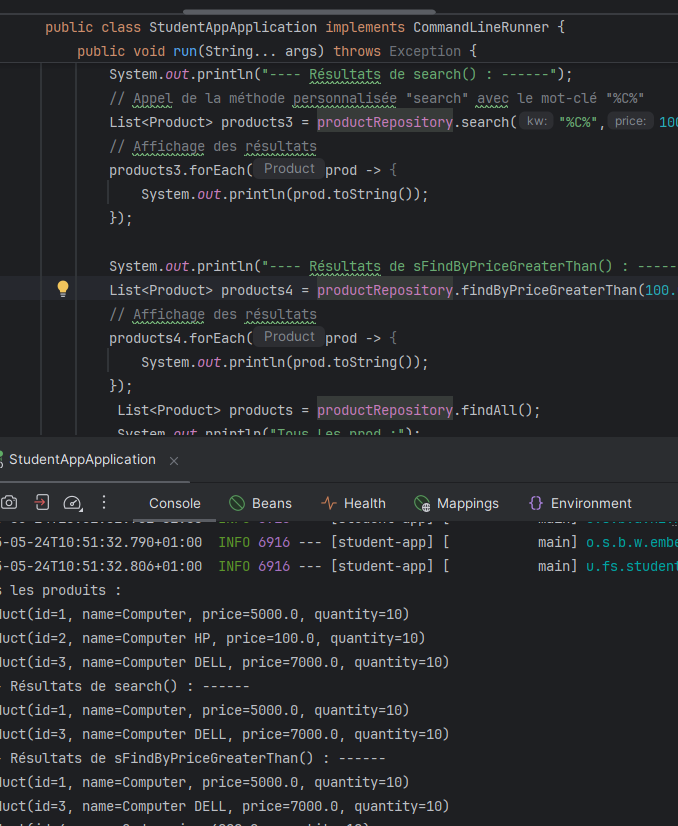 public class StudentAppApplication implements CommandLineRunner {
public void run(String... args) throws Exception {
System.out.println("---- Résultats de search() : ------");
// Appel de la méthode personnalisée "search" avec le mot-clé "%C%"
List<Product> products3 = productRepository.search( kw: "%C%", price: 100
// Affichage des résultats
products3.forEach( Product prod -> {
System.out.println(prod.toString());
});
System.out.println("---- Résultats de sFindByPriceGreaterThan() : -----
List<Product> products4 = productRepository.findByPriceGreaterThan(100.
// Affichage des résultats
products4.forEach( Product prod -> {
System.out.println(prod.toString());
});
List<Product> products = productRepository.findAll();
System.out.println("Tous Les prod :");
StudentAppApplication
Console Beans Health Mappings Environment
5-05-24T10:51:32.790+01:00 INFO 6916 --- [student-app] [ main] o.s.b.w.embe
5-05-24T10:51:32.806+01:00 INFO 6916 --- [student-app] [ main] u.fs.student
s les produits :
duct(id=1, name=Computer, price=5000.0, quantity=10)
duct(id=2, name=Computer HP, price=100.0, quantity=10)
duct(id=3, name=Computer DELL, price=7000.0, quantity=10)
- Résultats de search() : ------
duct(id=1, name=Computer, price=5000.0, quantity=10)
duct(id=3, name=Computer DELL, price=7000.0, quantity=10)
- Résultats de sFindByPriceGreaterThan() : ------
duct(id=1, name=Computer, price=5000.0, quantity=10)
duct(id=3, name=Computer DELL, price=7000.0, quantity=10)